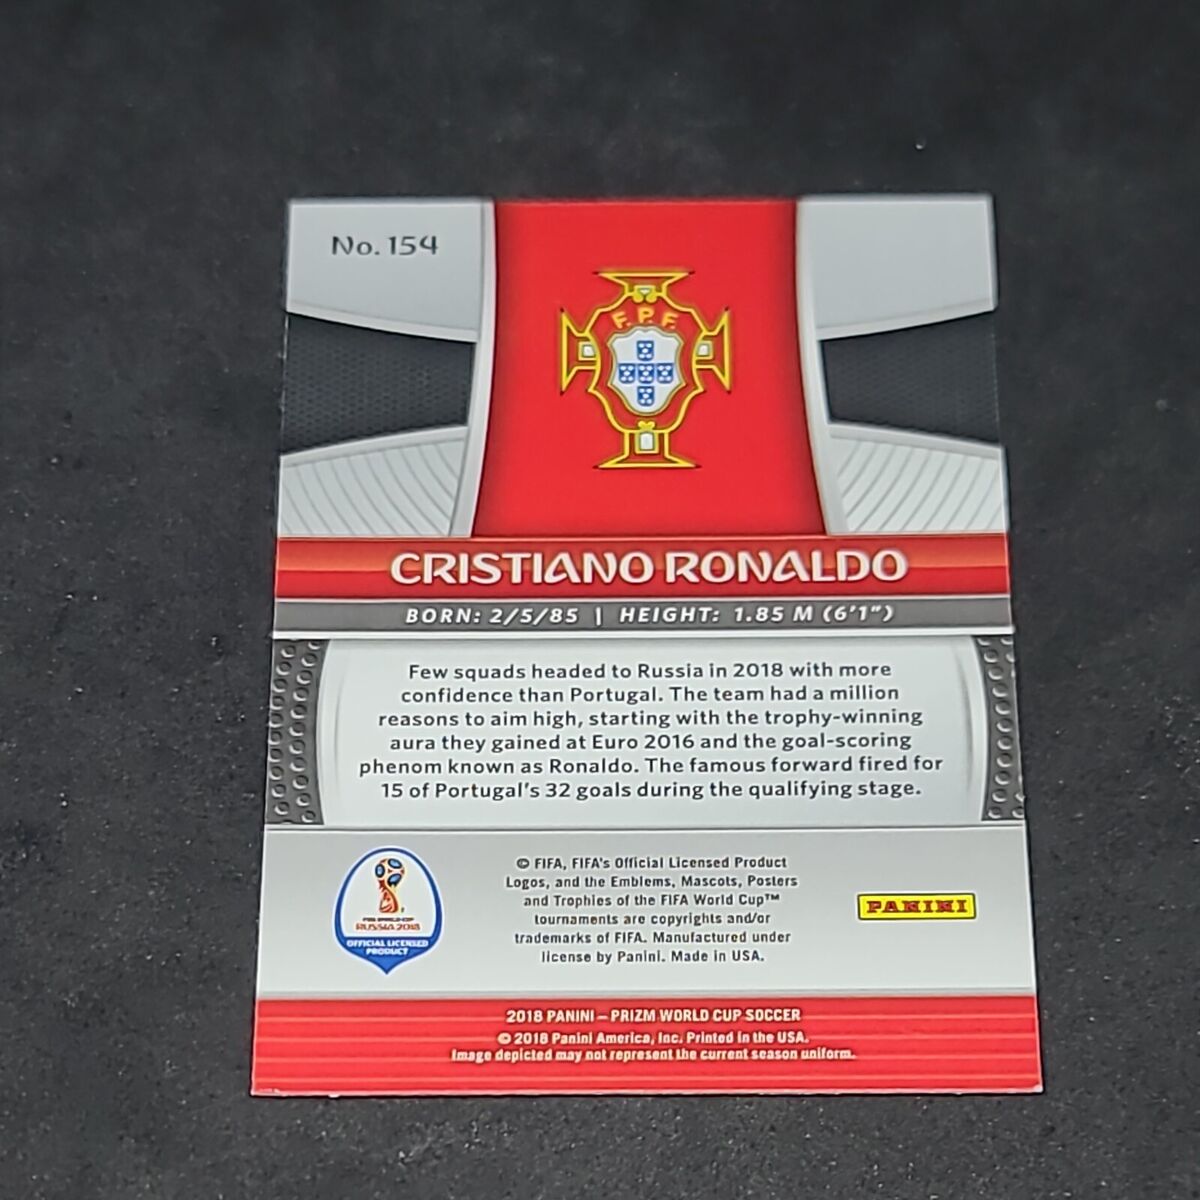 No. 154
F.P.F.
CRISTIANO RONALDO
BORN: 2/5/85 | HEIGHT: 1.85 M (6'1")
Few squads headed to Russia in 2018 with more
confidence than Portugal. The team had a million
reasons to aim high, starting with the trophy-winning
aura they gained at Euro 2016 and the goal-scoring
phenom known as Ronaldo. The famous forward fired for
15 of Portugal's 32 goals during the qualifying stage.
FIFA WORLD CUP
RUSSIA 2018
OFFICIAL LICENSED
PRODUCT
© FIFA, FIFA's Official Licensed Product
Logos, and the Emblems, Mascots, Posters
and Trophies of the FIFA World Cup™
tournaments are copyrights and/or
trademarks of FIFA. Manufactured under
license by Panini. Made in USA.
PANINI
2018 PANINI – PRIZM WORLD CUP SOCCER
© 2018 Panini America, Inc. Printed in the USA.
Image depicted may not represent the current season uniform.